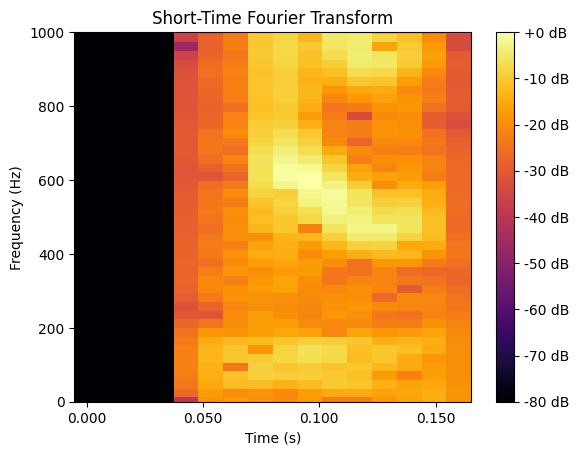 Short-Time Fourier Transform
1000
800
600
400
200
0
Frequency (Hz)
0.000
0.050
0.100
0.150
Time (s)
+0 dB
-10 dB
-20 dB
-30 dB
-40 dB
-50 dB
-60 dB
-70 dB
-80 dB